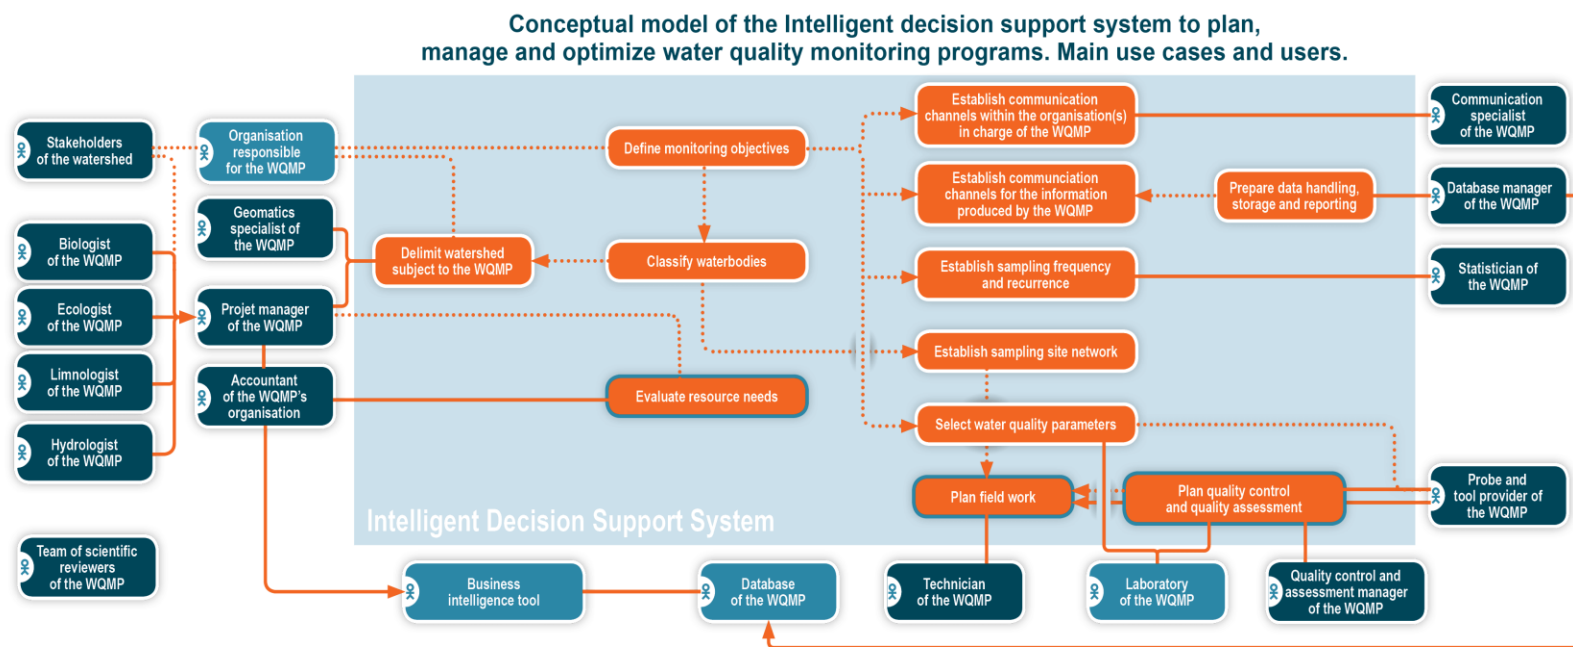 Conceptual model of the Intelligent decision support system to plan,
manage and optimize water quality monitoring programs. Main use cases and users.
Stakeholders
of the watershed
Organisation
responsible
for the WQMP
Define monitoring objectives
Establish communication
channels within the organisation(s)
in charge of the WQMP
Communication
specialist
of the WQMP
Geomatics
specialist of
the WQMP
Establish communciation
channels for the information
produced by the WQMP
Prepare data handling,
storage and reporting
Database manager
of the WQMP
Biologist
of the WQMP
Delimit watershed
subject to the WQMP
Classify waterbodies
Establish sampling frequency
and recurrence
Statistician of
the WQMP
Ecologist
of the WQMP
Projet manager
of the WQMP
Establish sampling site network
Limnologist
of the WQMP
Accountant
of the WQMP's
organisation
Evaluate resource needs
Select water quality parameters
Hydrologist
of the WQMP
Plan field work
Plan quality control
and quality assessment
Probe and
tool provider of
the WQMP
Intelligent Decision Support System
Team of scientific
reviewers
of the WQMP
Business
intelligence tool
Database
of the WQMP
Technician
of the WQMP
Laboratory
of the WQMP
Quality control and
assessment manager
of the WQMP